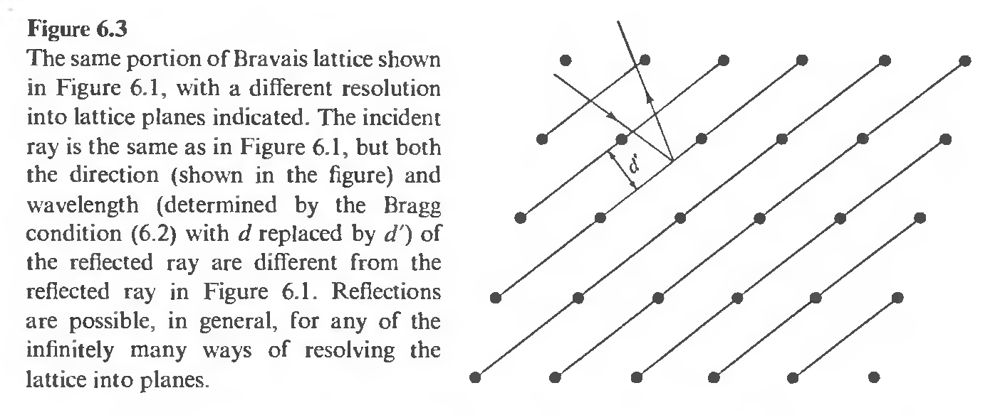 Figure 6.3
The same portion of Bravais lattice shown
in Figure 6.1, with a different resolution
into lattice planes indicated. The incident
ray is the same as in Figure 6.1, but both
the direction (shown in the figure) and
wavelength (determined by the Bragg
condition (6.2) with d replaced by d′) of
the reflected ray are different from the
reflected ray in Figure 6.1. Reflections
are possible, in general, for any of the
infinitely many ways of resolving the
lattice into planes.
d′